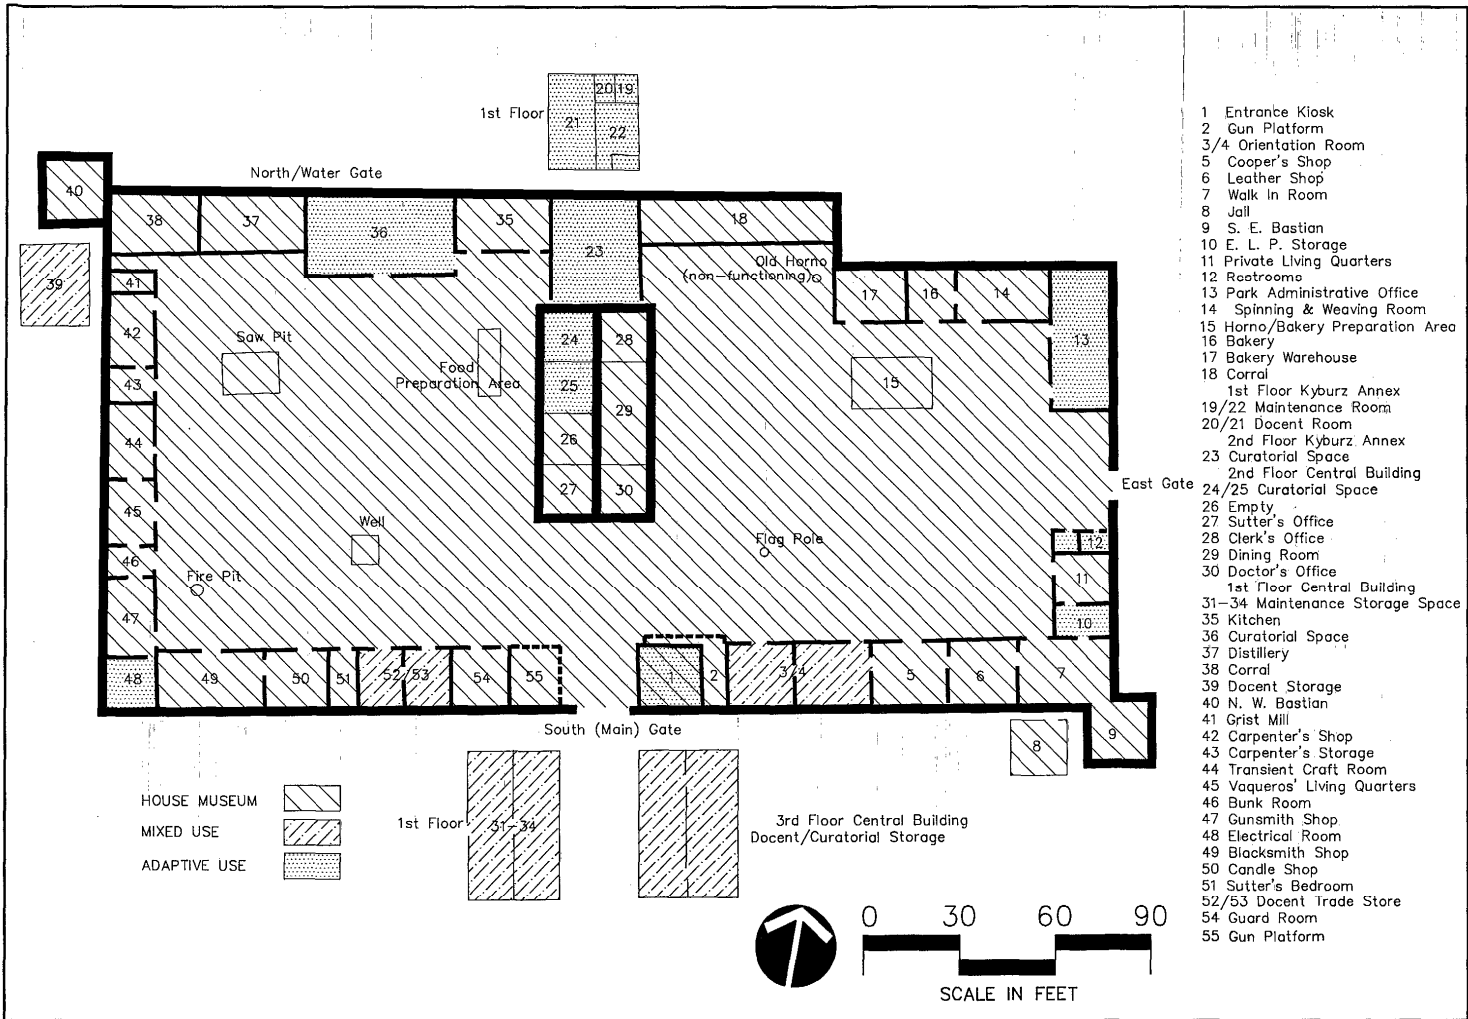 20 19
1st Floor
21
22
North/Water Gate
40
38
37
36
35
23
18
Old Horno
(non-functioning)
39
41
42
43
44
45
46
47
48
Saw Pit
Food
Preparation Area
24
25
26
27
28
29
30
17
16
14
13
15
East Gate
Well
Fire Pit
Flag Pole
12
11
10
49
50
51
52/53
54
55
1
2
3/4
5
6
7
8
9
South (Main) Gate
1st Floor
31-34
3rd Floor Central Building
Docent/Curatorial Storage
HOUSE MUSEUM
MIXED USE
ADAPTIVE USE
0 30 60 90
SCALE IN FEET
1 Entrance Kiosk
2 Gun Platform
3/4 Orientation Room
5 Cooper's Shop
6 Leather Shop
7 Walk In Room
8 Jail
9 S. E. Bastian
10 E. L. P. Storage
11 Private Living Quarters
12 Restrooms
13 Park Administrative Office
14 Spinning & Weaving Room
15 Horno/Bakery Preparation Area
16 Bakery
17 Bakery Warehouse
18 Corral
1st Floor Kyburz Annex
19/22 Maintenance Room
20/21 Docent Room
2nd Floor Kyburz Annex
23 Curatorial Space
2nd Floor Central Building
24/25 Curatorial Space
26 Empty
27 Sutter's Office
28 Clerk's Office
29 Dining Room
30 Doctor's Office
1st Floor Central Building
31-34 Maintenance Storage Space
35 Kitchen
36 Curatorial Space
37 Distillery
38 Corral
39 Docent Storage
40 N. W. Bastian
41 Grist Mill
42 Carpenter's Shop
43 Carpenter's Storage
44 Transient Craft Room
45 Vaqueros' Living Quarters
46 Bunk Room
47 Gunsmith Shop
48 Electrical Room
49 Blacksmith Shop
50 Candle Shop
51 Sutter's Bedroom
52/53 Docent Trade Store
54 Guard Room
55 Gun Platform